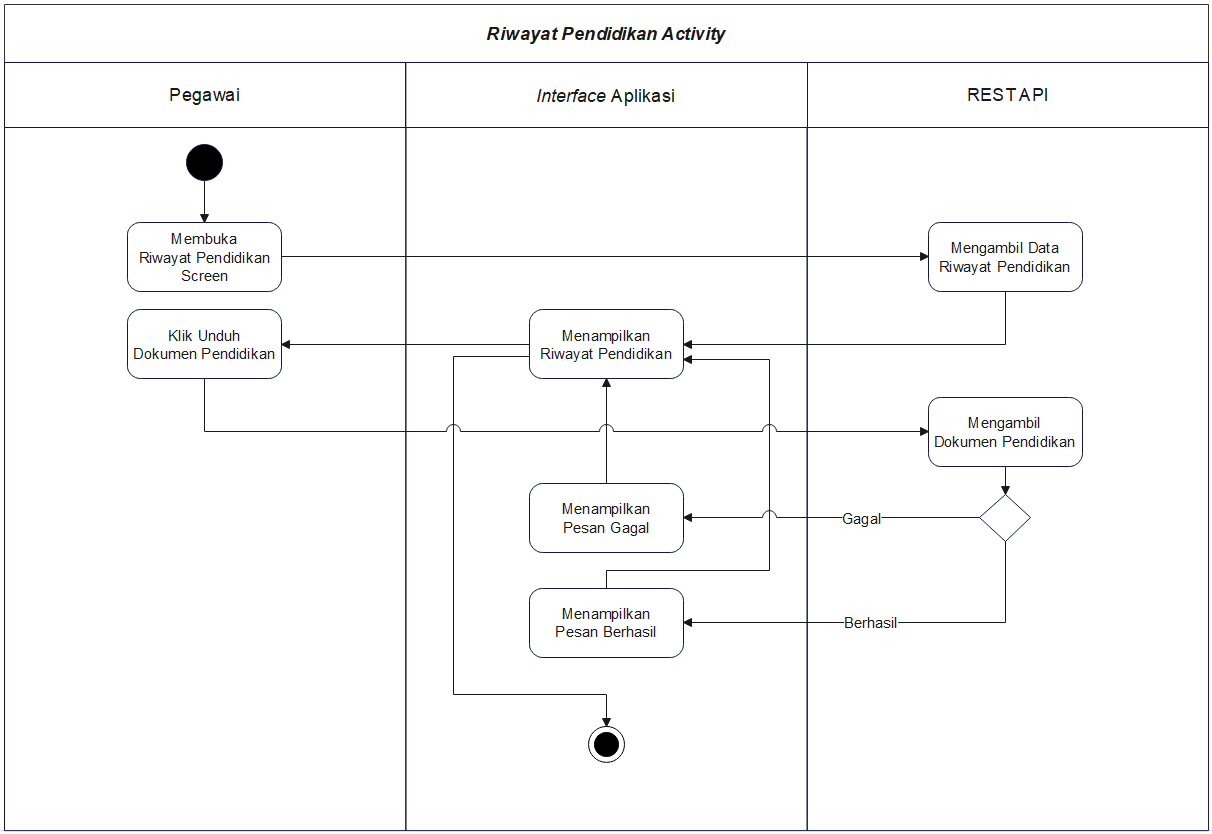 Riwayat Pendidikan Activity
Pegawai
Interface Aplikasi
REST API
Membuka
Riwayat Pendidikan
Screen
Mengambil Data
Riwayat Pendidikan
Klik Unduh
Dokumen Pendidikan
Menampilkan
Riwayat Pendidikan
Mengambil
Dokumen Pendidikan
Menampilkan
Pesan Gagal
Gagal
Menampilkan
Pesan Berhasil
Berhasil